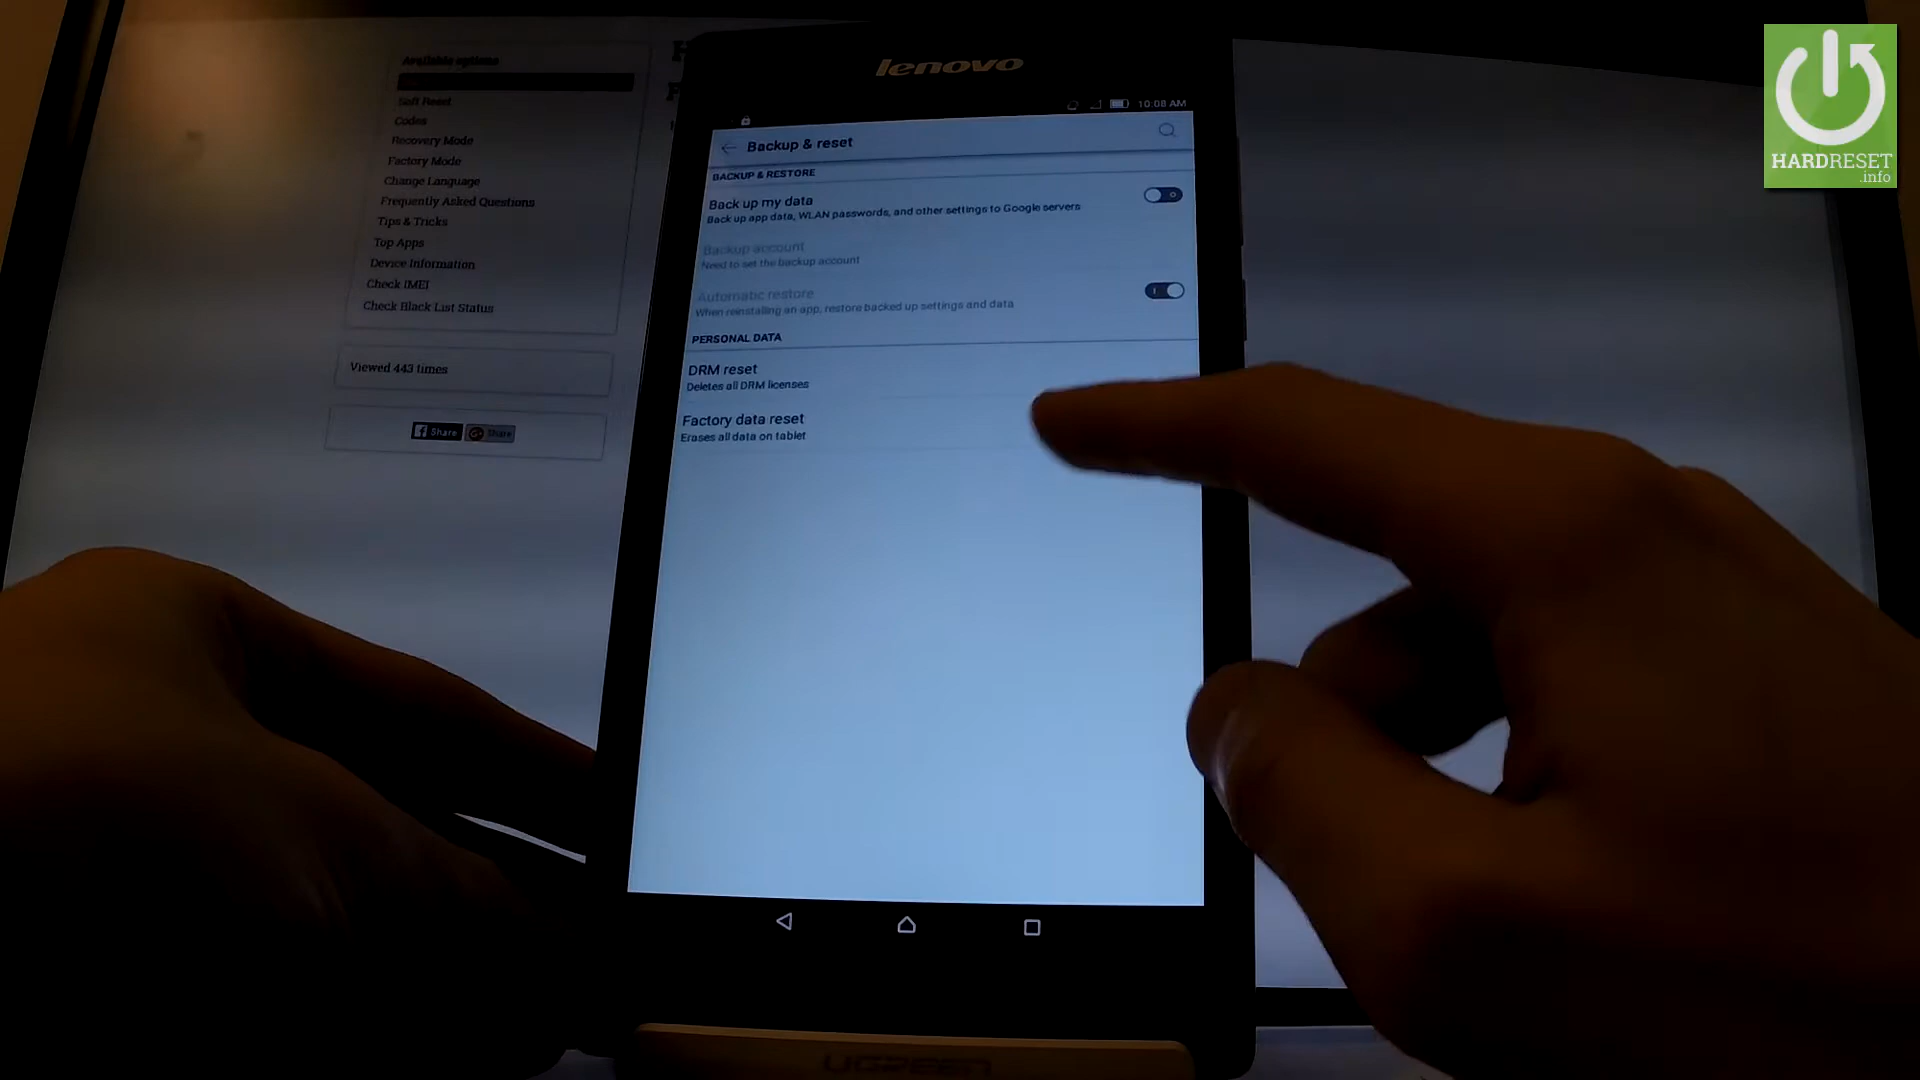 Available options
Soft Reset
Codes
Recovery Mode
Factory Mode
Change Language
Frequently Asked Questions
Tips & Tricks
Top Apps
Device Information
Check IMEI
Check Black List Status
Viewed 443 times
Share
Share
lenovo
10:08 AM
Backup & reset
BACKUP & RESTORE
Back up my data
Back up app data, WLAN passwords, and other settings to Google servers
Backup account
Need to set the backup account
Automatic restore
When reinstalling an app, restore backed up settings and data
PERSONAL DATA
DRM reset
Deletes all DRM licenses
Factory data reset
Erases all data on tablet
UGREEN
HARDRESET
.info